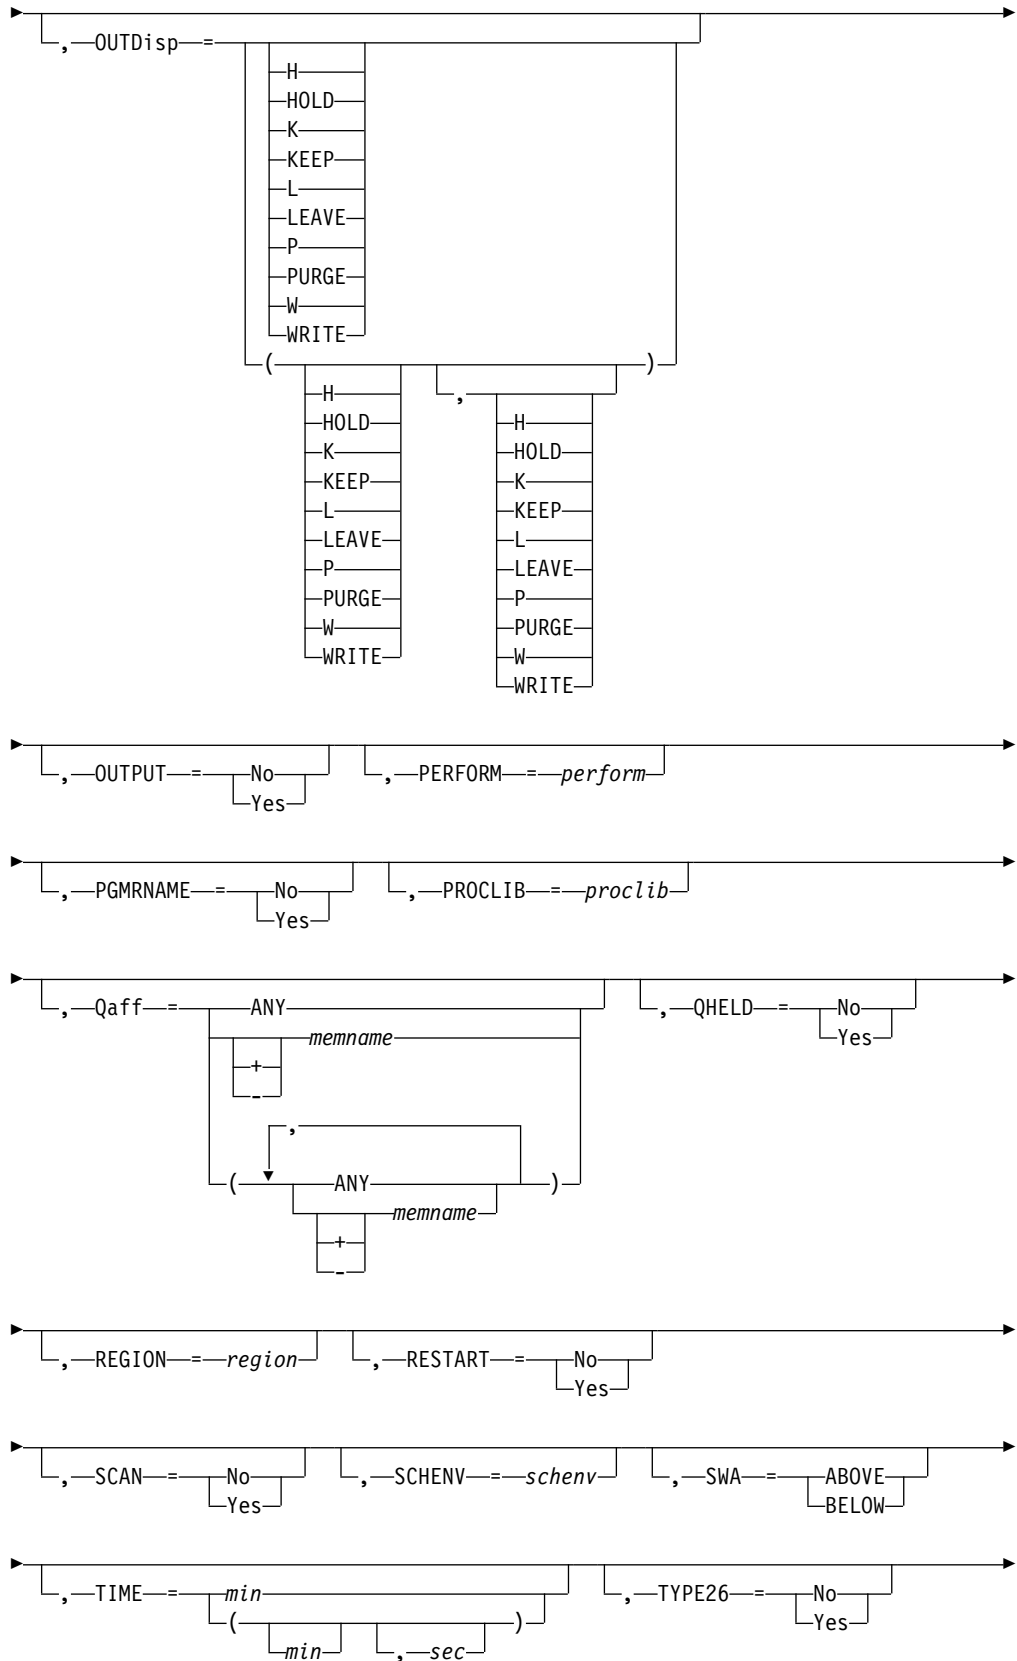 , OUTDisp =
H
HOLD
K
KEEP
L
LEAVE
P
PURGE
W
WRITE
( )
H ,
HOLD H
K HOLD
KEEP K
L KEEP
LEAVE L
P LEAVE
PURGE P
W PURGE
WRITE W
WRITE
, OUTPUT = No , PERFORM = perform
Yes
, PGMRNAME = No , PROCLIB = proclib
Yes
, Qaff = ANY , QHELD = No
memname Yes
+
-
,
( ANY )
memname
+
-
, REGION = region , RESTART = No
Yes
, SCAN = No , SCHENV = schenv , SWA = ABOVE
Yes BELOW
, TIME = min , TYPE26 = No
( ) Yes
min , sec